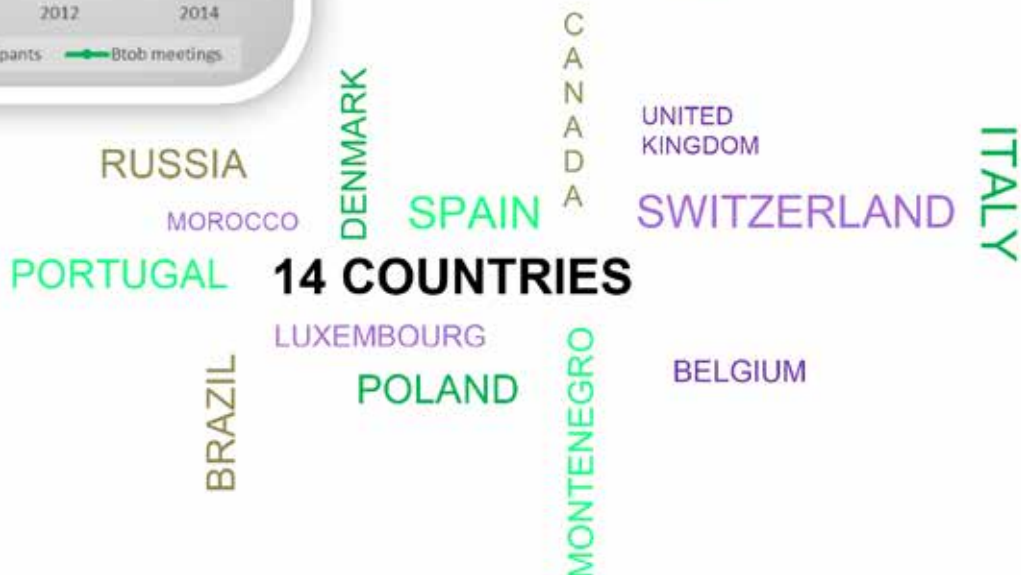 2012 2014
Btob meetings
CANADA
DENMARK
UNITED
KINGDOM
ITALY
RUSSIA
MOROCCO
SPAIN
SWITZERLAND
PORTUGAL
14 COUNTRIES
LUXEMBOURG
MONTENEGRO
BRAZIL
POLAND
BELGIUM